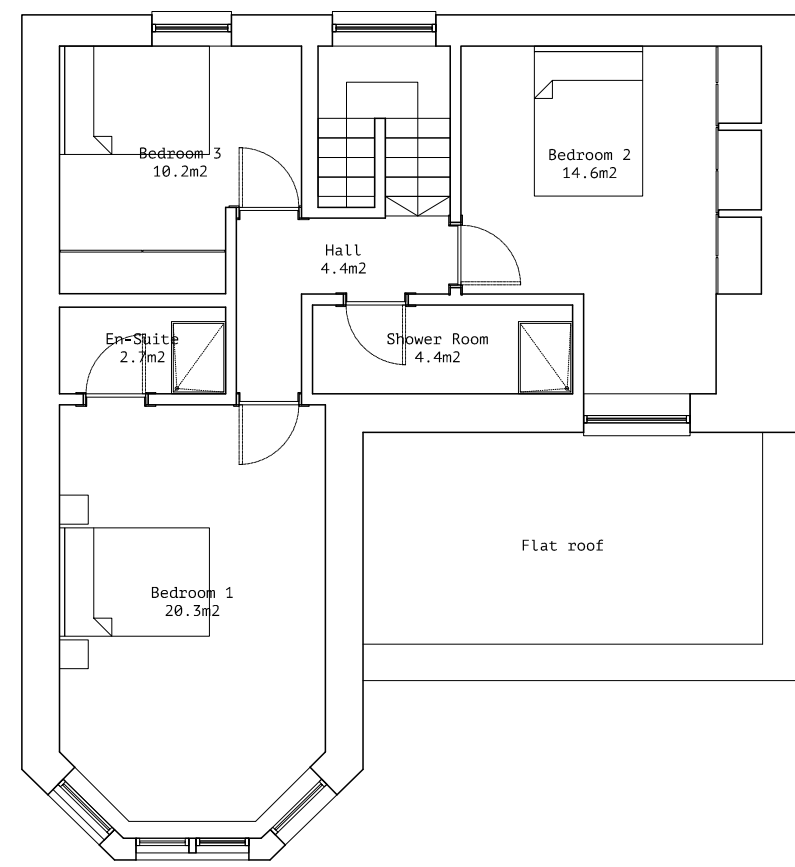 Bedroom 3
10.2m2
Bedroom 2
14.6m2
Hall
4.4m2
En-Suite
2.7m2
Shower Room
4.4m2
Flat roof
Bedroom 1
20.3m2